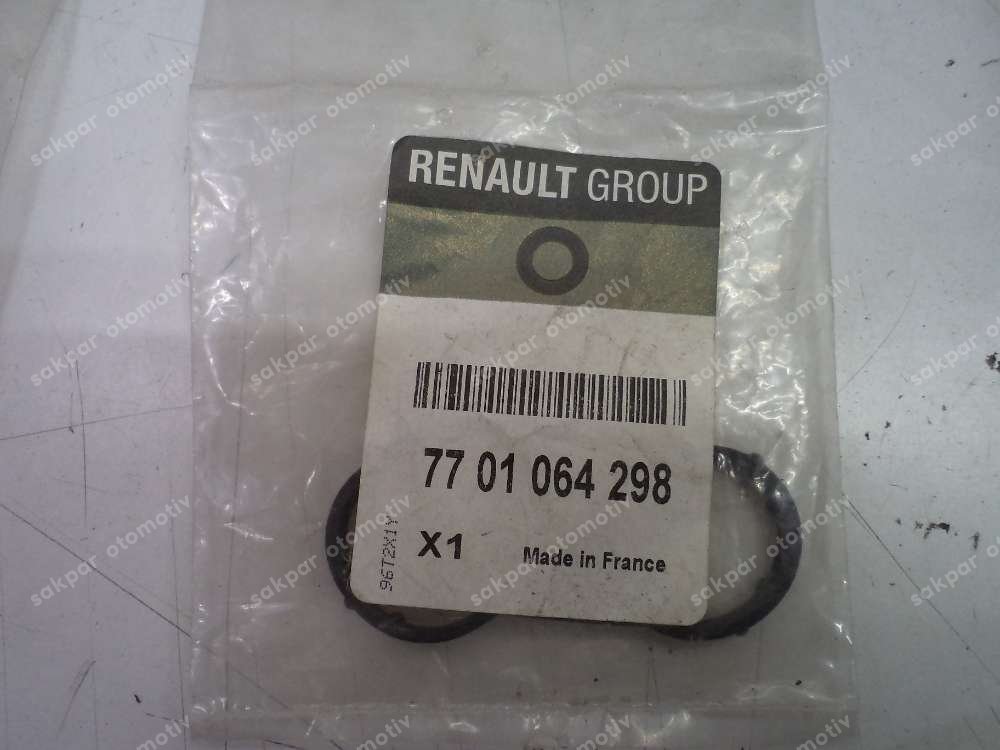 RENAULT GROUP
77 01 064 298
X1
Made in France
96T2X1Y
sakpar otomotiv